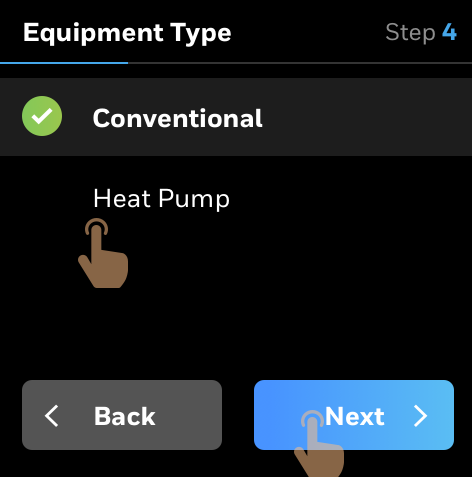 Equipment Type Step 4
Conventional
Heat Pump
Back Next